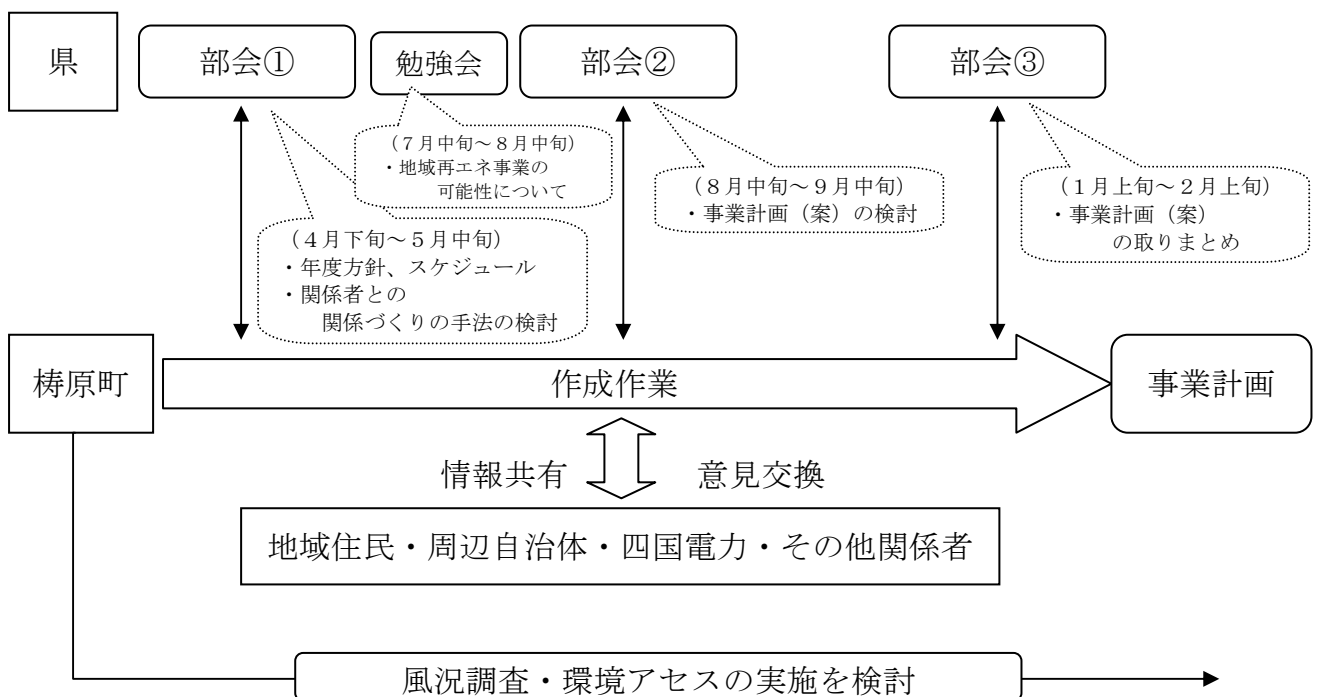 県
部会①
勉強会
部会②
部会③
(7月中旬~8月中旬)
・地域再エネ事業の
可能性について
(8月中旬~9月中旬)
・事業計画(案)の検討
(1月上旬~2月上旬)
・事業計画(案)
の取りまとめ
(4月下旬~5月中旬)
・年度方針、スケジュール
・関係者との
関係づくりの手法の検討
梼原町
作成作業
事業計画
情報共有
意見交換
地域住民・周辺自治体・四国電力・その他関係者
風況調査・環境アセスの実施を検討